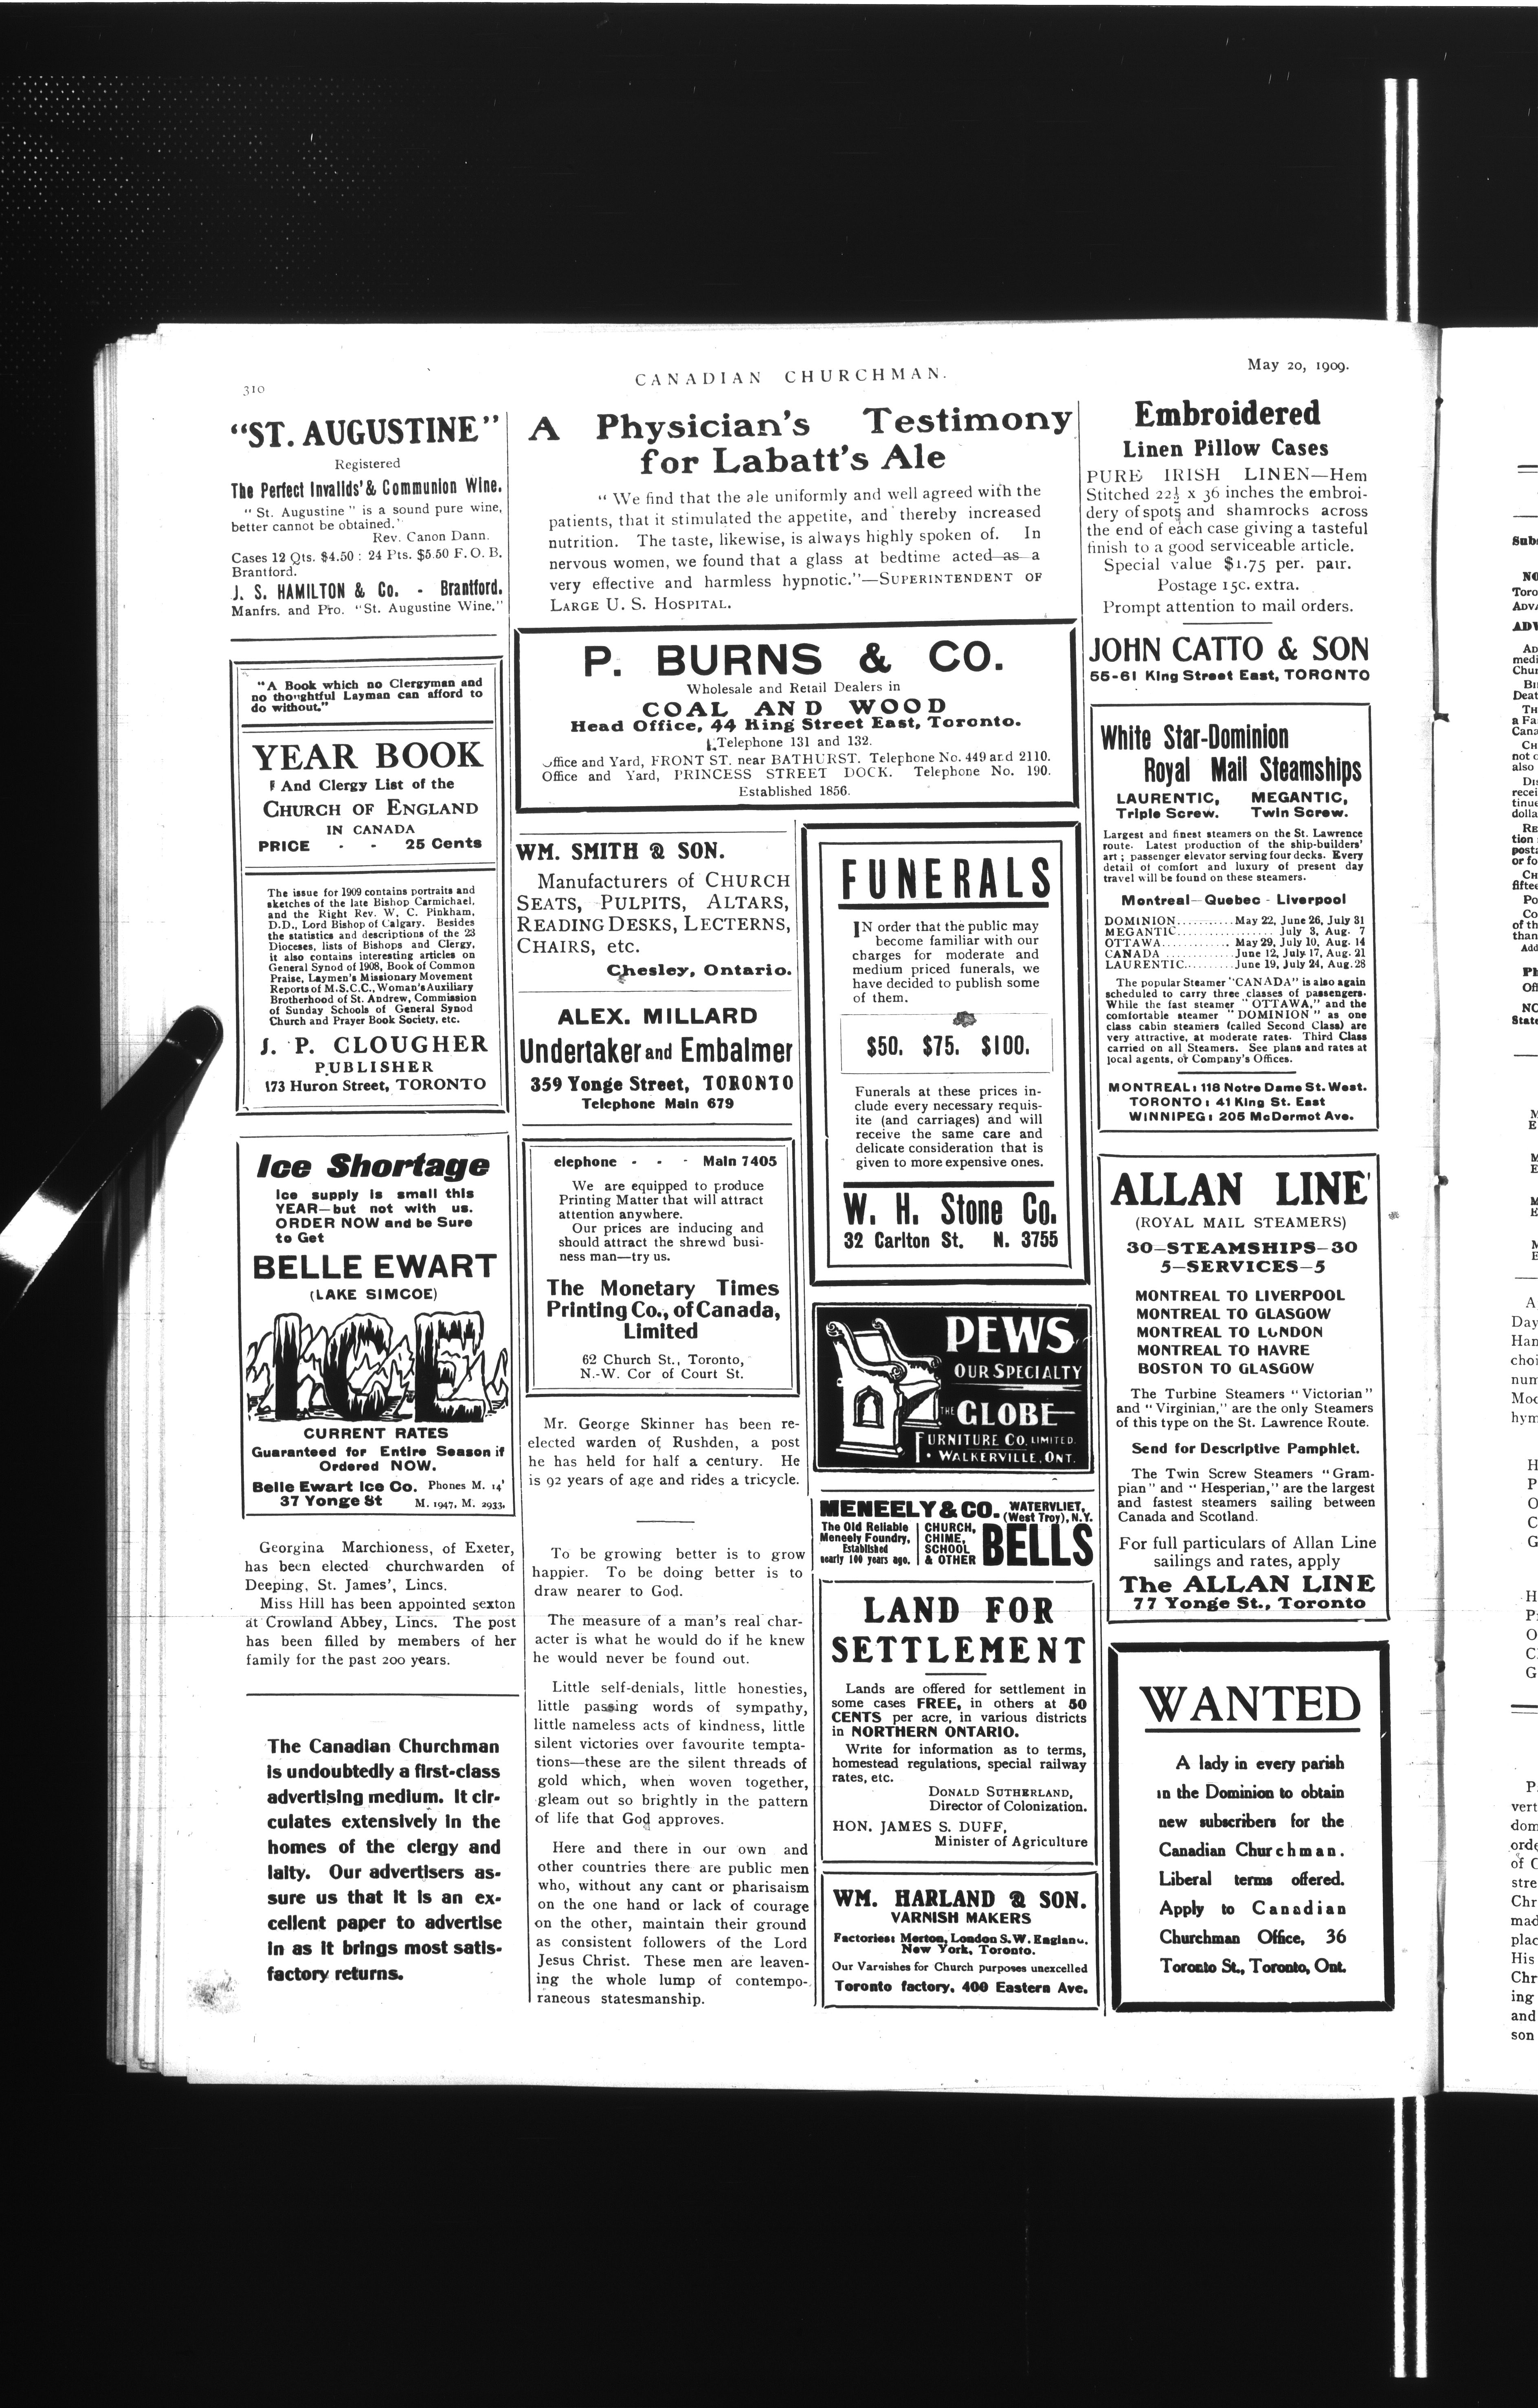 310
CANADIAN CHURCHMAN.
May 20, 1909.
"ST. AUGUSTINE"
Registered
The Perfect Invalids' & Communion Wine.
"St. Augustine" is a sound pure wine,
better cannot be obtained."
Rev. Canon Dann.
Cases 12 Qts. $4.50 : 24 Pts. $5.50 F. O. B.
Brantford.
J. S. HAMILTON & Co. - Brantford.
Manfrs. and Pro. "St. Augustine Wine."
"A Book which no Clergyman and
no thoughtful Layman can afford to
do without."
YEAR BOOK
And Clergy List of the
CHURCH OF ENGLAND
IN CANADA
PRICE - - 25 Cents
The issue for 1909 contains portraits and
sketches of the late Bishop Carmichael,
and the Right Rev. W. C. Pinkham,
D.D., Lord Bishop of Calgary. Besides
the statistics and descriptions of the 23
Dioceses, lists of Bishops and Clergy,
it also contains interesting articles on
General Synod of 1908, Book of Common
Praise, Laymen's Missionary Movement
Reports of M.S.C.C., Woman's Auxiliary
Brotherhood of St. Andrew, Commission
of Sunday Schools of General Synod
Church and Prayer Book Society, etc.
J. P. CLOUGHER
PUBLISHER
173 Huron Street, TORONTO
Ice Shortage
Ice supply is small this
YEAR—but not with us.
ORDER NOW and be Sure
to Get
BELLE EWART
(LAKE SIMCOE)
ICE
CURRENT RATES
Guaranteed for Entire Season if
Ordered NOW.
Belle Ewart Ice Co. Phones M. 14'
37 Yonge St M. 1947, M. 2933,
Georgina Marchioness, of Exeter,
has been elected churchwarden of
Deeping, St. James', Lincs.
Miss Hill has been appointed sexton
at Crowland Abbey, Lincs. The post
has been filled by members of her
family for the past 200 years.
The Canadian Churchman
is undoubtedly a first-class
advertising medium. It cir-
culates extensively in the
homes of the clergy and
laity. Our advertisers as-
sure us that it is an ex-
cellent paper to advertise
in as it brings most satis-
factory returns.
A Physician's Testimony
for Labatt's Ale
"We find that the ale uniformly and well agreed with the
patients, that it stimulated the appetite, and thereby increased
nutrition. The taste, likewise, is always highly spoken of. In
nervous women, we found that a glass at bedtime acted as a
very effective and harmless hypnotic."—SUPERINTENDENT OF
LARGE U. S. HOSPITAL.
P. BURNS & CO.
Wholesale and Retail Dealers in
COAL AND WOOD
Head Office, 44 King Street East, Toronto.
Telephone 131 and 132.
Office and Yard, FRONT ST. near BATHURST. Telephone No. 449 and 2110.
Office and Yard, PRINCESS STREET DOCK. Telephone No. 190.
Established 1856.
WM. SMITH & SON.
Manufacturers of CHURCH
SEATS, PULPITS, ALTARS,
READING DESKS, LECTERNS,
CHAIRS, etc.
Chesley, Ontario.
ALEX. MILLARD
Undertaker and Embalmer
359 Yonge Street, TORONTO
Telephone Main 679
elephone - - - Main 7405
We are equipped to produce
Printing Matter that will attract
attention anywhere.
Our prices are inducing and
should attract the shrewd busi-
ness man—try us.
The Monetary Times
Printing Co., of Canada,
Limited
62 Church St., Toronto,
N.-W. Cor of Court St.
Mr. George Skinner has been re-
elected warden of Rushden, a post
he has held for half a century. He
is 92 years of age and rides a tricycle.
To be growing better is to grow
happier. To be doing better is to
draw nearer to God.
The measure of a man's real char-
acter is what he would do if he knew
he would never be found out.
Little self-denials, little honesties,
little passing words of sympathy,
little nameless acts of kindness, little
silent victories over favourite tempta-
tions—these are the silent threads of
gold which, when woven together,
gleam out so brightly in the pattern
of life that God approves.
Here and there in our own and
other countries there are public men
who, without any cant or pharisaism
on the one hand or lack of courage
on the other, maintain their ground
as consistent followers of the Lord
Jesus Christ. These men are leaven-
ing the whole lump of contempo-
raneous statesmanship.
FUNERALS
IN order that the public may
become familiar with our
charges for moderate and
medium priced funerals, we
have decided to publish some
of them.
$50. $75. $100.
Funerals at these prices in-
clude every necessary requis-
ite (and carriages) and will
receive the same care and
delicate consideration that is
given to more expensive ones.
W. H. Stone Co.
32 Carlton St. N. 3755
PEWS
OUR SPECIALTY
THE GLOBE
FURNITURE CO. LIMITED.
WALKERVILLE, ONT.
MENEELY & CO. WATERVLIET,
(West Troy), N.Y.
The Old Reliable
Meneely Foundry,
Established
nearly 100 years ago.
CHURCH,
CHIME,
SCHOOL
& OTHER
BELLS
LAND FOR
SETTLEMENT
Lands are offered for settlement in
some cases FREE, in others at 50
CENTS per acre, in various districts
in NORTHERN ONTARIO.
Write for information as to terms,
homestead regulations, special railway
rates, etc.
DONALD SUTHERLAND,
Director of Colonization.
HON. JAMES S. DUFF,
Minister of Agriculture
WM. HARLAND & SON.
VARNISH MAKERS
Factories: Merton, London S.W. England.
New York, Toronto.
Our Varnishes for Church purposes unexcelled
Toronto factory, 400 Eastern Ave.
Embroidered
Linen Pillow Cases
PURE IRISH LINEN—Hem
Stitched 22½ x 36 inches the embroi-
dery of spots and shamrocks across
the end of each case giving a tasteful
finish to a good serviceable article.
Special value $1.75 per. pair.
Postage 15c. extra.
Prompt attention to mail orders.
JOHN CATTO & SON
55-61 King Street East, TORONTO
White Star-Dominion
Royal Mail Steamships
LAURENTIC, MEGANTIC,
Triple Screw. Twin Screw.
Largest and finest steamers on the St. Lawrence
route. Latest production of the ship-builders'
art ; passenger elevator serving four decks. Every
detail of comfort and luxury of present day
travel will be found on these steamers.
Montreal—Quebec - Liverpool
DOMINION.......... May 22, June 26, July 31
MEGANTIC.................. July 3, Aug. 7
OTTAWA............ May 29, July 10, Aug. 14
CANADA ............ June 12, July 17, Aug. 21
LAURENTIC.......... June 19, July 24, Aug. 28
The popular Steamer "CANADA" is also again
scheduled to carry three classes of passengers.
While the fast steamer "OTTAWA," and the
comfortable steamer "DOMINION" as one
class cabin steamers (called Second Class) are
very attractive, at moderate rates. Third Class
carried on all Steamers. See plans and rates at
local agents, or Company's Offices.
MONTREAL: 118 Notre Dame St. West.
TORONTO: 41 King St. East
WINNIPEG: 205 McDermot Ave.
ALLAN LINE
(ROYAL MAIL STEAMERS)
30—STEAMSHIPS—30
5—SERVICES—5
MONTREAL TO LIVERPOOL
MONTREAL TO GLASGOW
MONTREAL TO LONDON
MONTREAL TO HAVRE
BOSTON TO GLASGOW
The Turbine Steamers "Victorian"
and "Virginian," are the only Steamers
of this type on the St. Lawrence Route.
Send for Descriptive Pamphlet.
The Twin Screw Steamers "Gram-
pian" and "Hesperian," are the largest
and fastest steamers sailing between
Canada and Scotland.
For full particulars of Allan Line
sailings and rates, apply
The ALLAN LINE
77 Yonge St., Toronto
WANTED
A lady in every parish
in the Dominion to obtain
new subscribers for the
Canadian Churchman.
Liberal terms offered.
Apply to Canadian
Churchman Office, 36
Toronto St., Toronto, Ont.